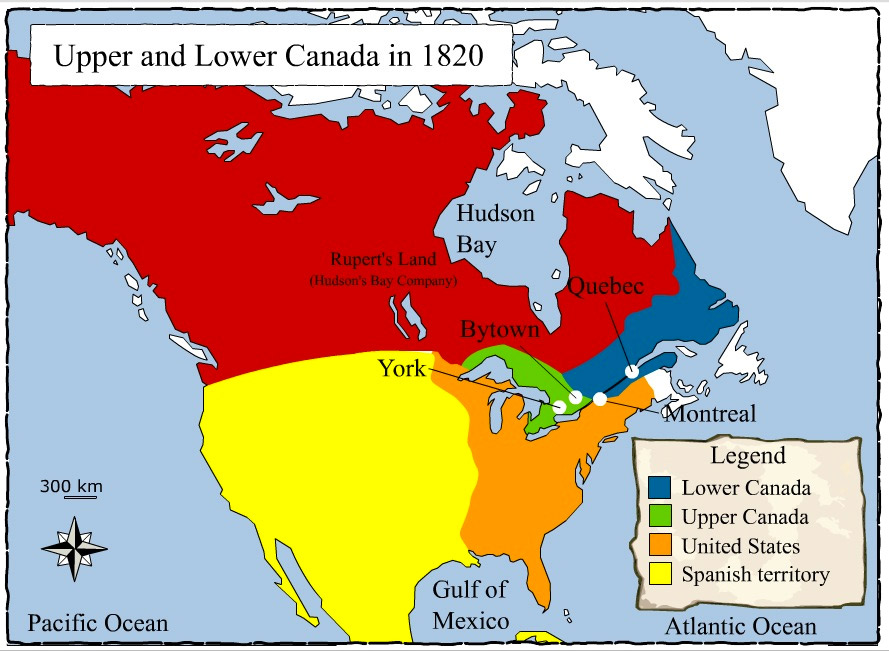 Upper and Lower Canada in 1820
Hudson
Bay
Rupert's Land
(Hudson's Bay Company)
Quebec
Bytown
York
Montreal
Legend
Lower Canada
Upper Canada
United States
Spanish territory
300 km
Gulf of
Mexico
Pacific Ocean
Atlantic Ocean